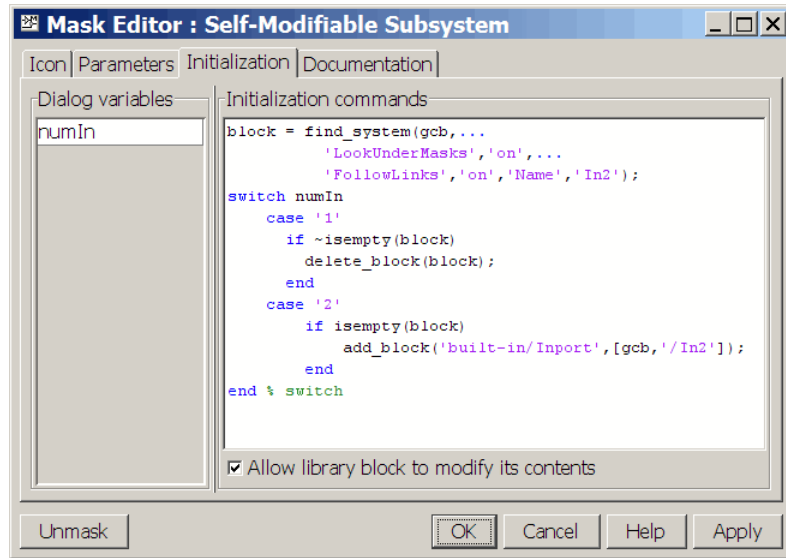 Mask Editor : Self-Modifiable Subsystem
Icon Parameters Initialization Documentation
Dialog variables
numIn
Initialization commands
block = find_system(gcb,...
'LookUnderMasks','on',...
'FollowLinks','on','Name','In2');
switch numIn
case '1'
if ~isempty(block)
delete_block(block);
end
case '2'
if isempty(block)
add_block('built-in/Inport',[gcb,'/In2']);
end
end % switch
Allow library block to modify its contents
Unmask OK Cancel Help Apply